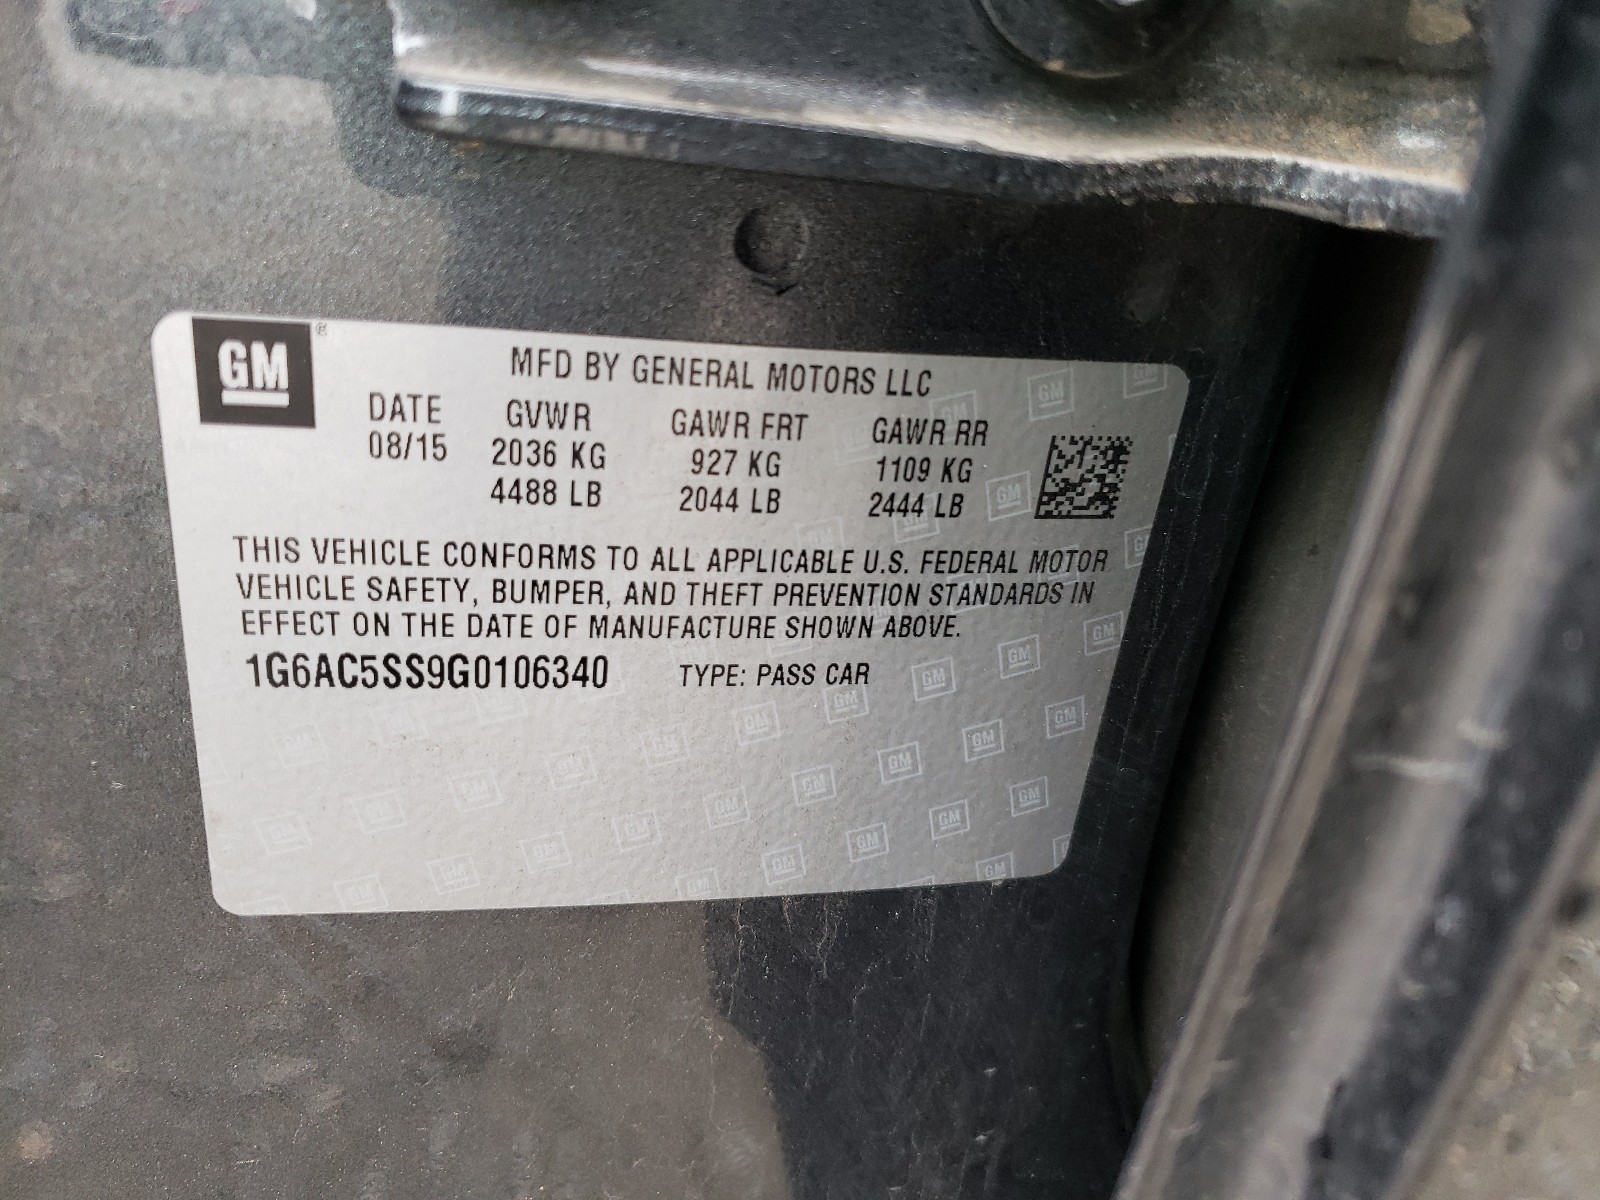 GM ®
MFD BY GENERAL MOTORS LLC
DATE GVWR GAWR FRT GAWR RR
08/15 2036 KG 927 KG 1109 KG
4488 LB 2044 LB 2444 LB
THIS VEHICLE CONFORMS TO ALL APPLICABLE U.S. FEDERAL MOTOR
VEHICLE SAFETY, BUMPER, AND THEFT PREVENTION STANDARDS IN
EFFECT ON THE DATE OF MANUFACTURE SHOWN ABOVE.
1G6AC5SS9G0106340 TYPE: PASS CAR